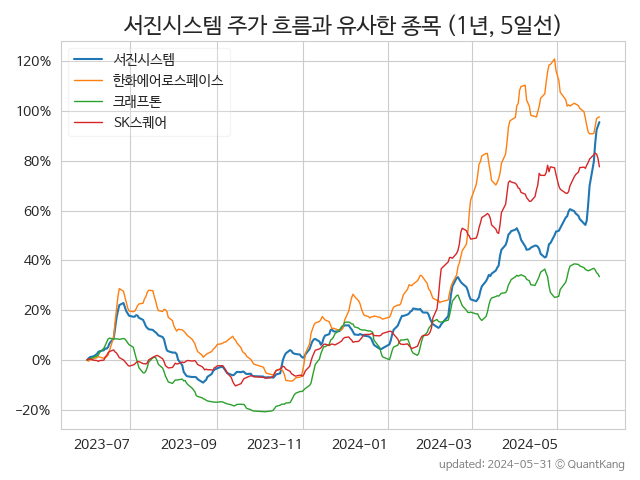 서진시스템 주가 흐름과 유사한 종목 (1년, 5일선)
서진시스템
한화에어로스페이스
크래프톤
SK스퀘어
120%
100%
80%
60%
40%
20%
0%
−20%
2023-07 2023-09 2023-11 2024-01 2024-03 2024-05
updated: 2024-05-31 © QuantKang